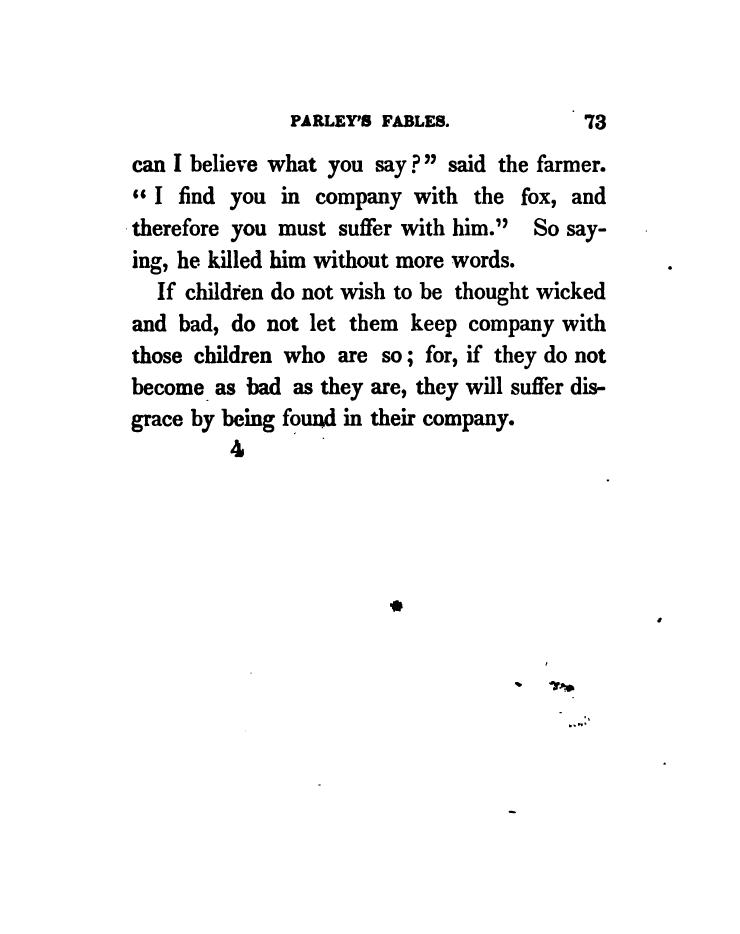 PARLEY'S FABLES. 73
can I believe what you say?" said the farmer.
"I find you in company with the fox, and
therefore you must suffer with him." So say-
ing, he killed him without more words.
If children do not wish to be thought wicked
and bad, do not let them keep company with
those children who are so; for, if they do not
become as bad as they are, they will suffer dis-
grace by being found in their company.
4